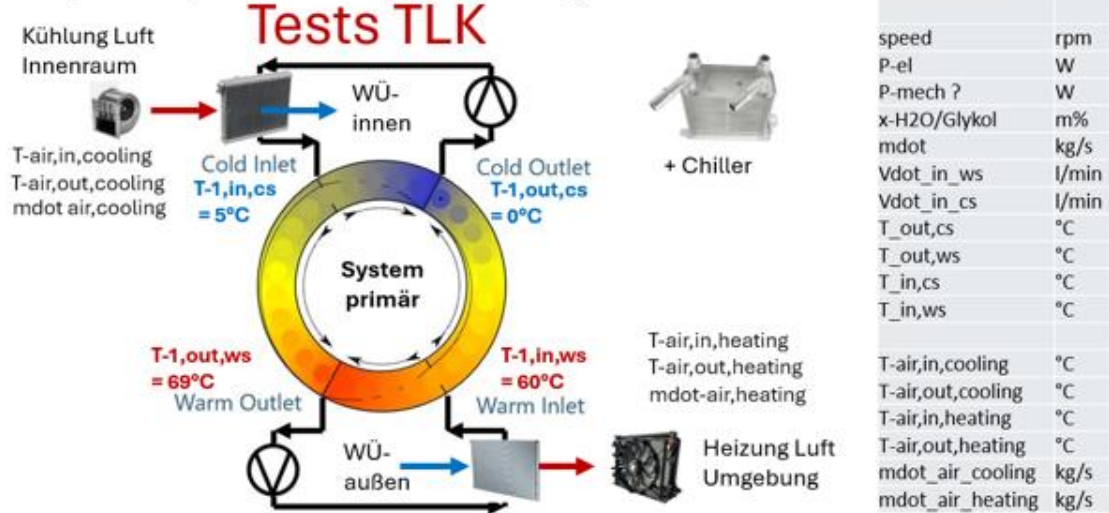 Tests TLK
Kühlung Luft
Innenraum
WÜ-
innen
T-air,in,cooling
T-air,out,cooling
mdot air,cooling
Cold Inlet
T-1,in,cs
= 5°C
Cold Outlet
T-1,out,cs
= 0°C
+ Chiller
System
primär
T-1,out,ws
= 69°C
Warm Outlet
T-1,in,ws
= 60°C
Warm Inlet
T-air,in,heating
T-air,out,heating
mdot-air,heating
WÜ-
außen
Heizung Luft
Umgebung
speed rpm
P-el W
P-mech ? W
x-H2O/Glykol m%
mdot kg/s
Vdot_in_ws l/min
Vdot_in_cs l/min
T_out,cs °C
T_out,ws °C
T_in,cs °C
T_in,ws °C
T-air,in,cooling °C
T-air,out,cooling °C
T-air,in,heating °C
T-air,out,heating °C
mdot_air_cooling kg/s
mdot_air_heating kg/s